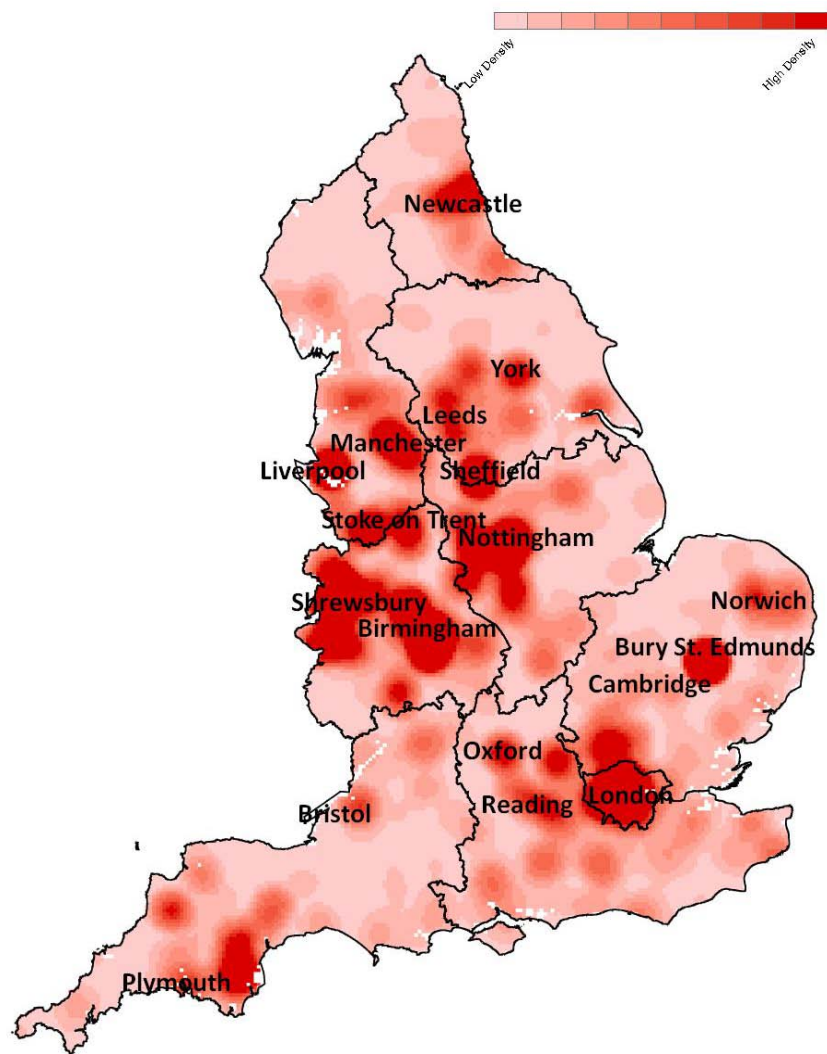 Low Density
High Density
Newcastle
York
Leeds
Manchester
Liverpool
Sheffield
Stoke on Trent
Nottingham
Shrewsbury
Norwich
Birmingham
Bury St. Edmunds
Cambridge
Oxford
Reading
London
Bristol
Plymouth